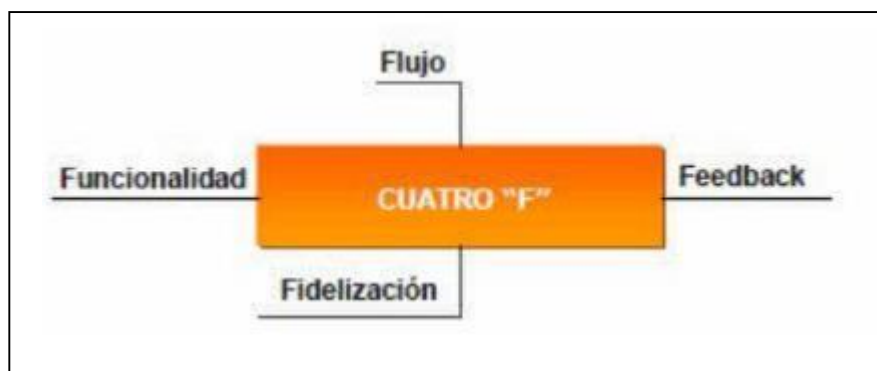 Flujo
Funcionalidad
CUATRO "F"
Feedback
Fidelización